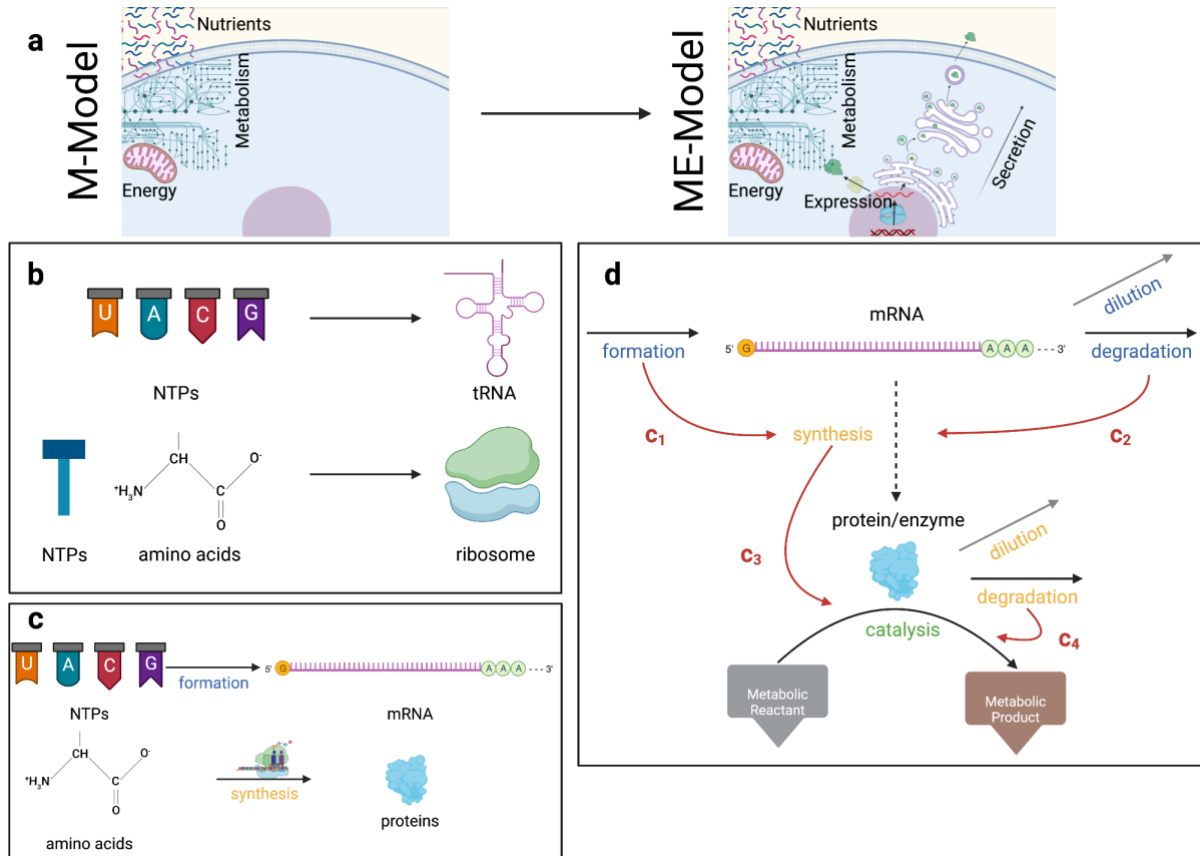 a
M-Model
Nutrients
Metabolism
Energy
ME-Model
Nutrients
Metabolism
Energy
Expression
Secretion
b
U A C G
NTPs
tRNA
CH
O-
+H3N
C
O
NTPs
amino acids
ribosome
c
U A C G
formation
5' G A A A 3'
NTPs
mRNA
CH
O-
+H3N
C
O
synthesis
amino acids
proteins
d
mRNA
dilution
formation
5' G A A A 3'
degradation
C1
synthesis
C2
protein/enzyme
C3
dilution
degradation
catalysis
C4
Metabolic
Reactant
Metabolic
Product